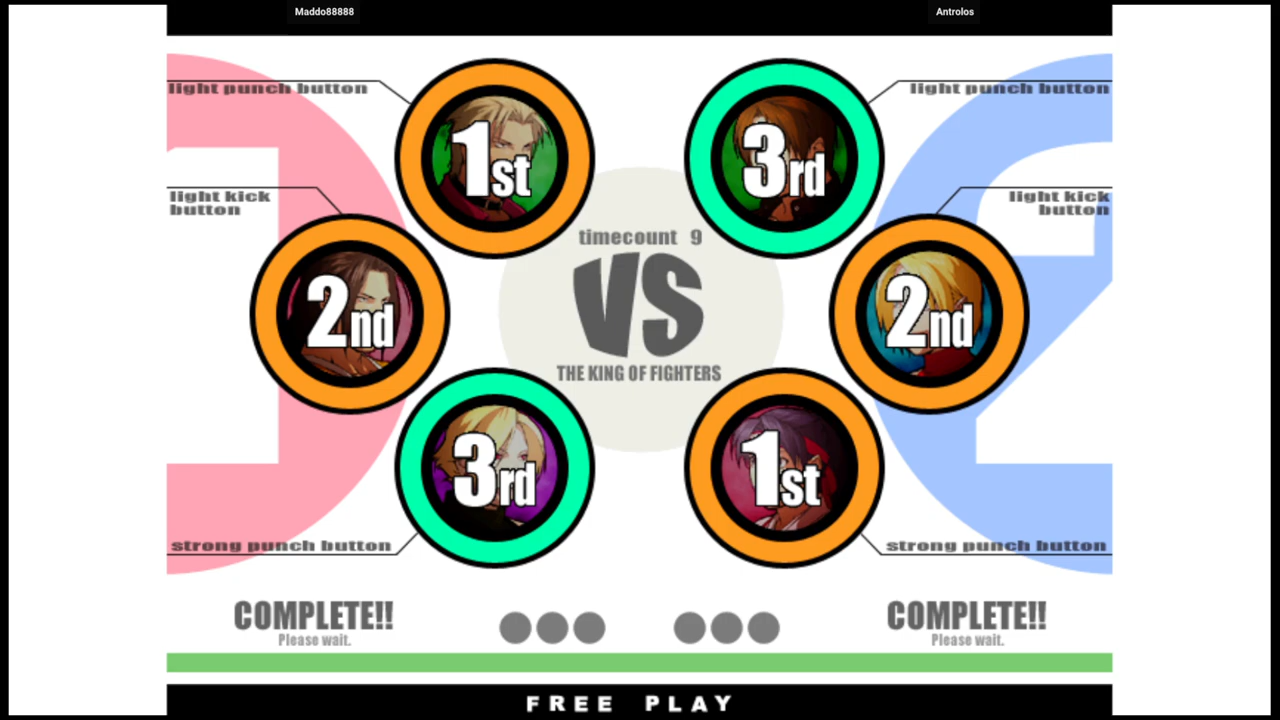 Maddo88888
Antrolos
light punch button
light punch button
1st
3rd
light kick
button
light kick
button
timecount 9
VS
THE KING OF FIGHTERS
2nd
2nd
3rd
1st
strong punch button
strong punch button
COMPLETE!!
Please wait.
COMPLETE!!
Please wait.
FREE PLAY
1
2